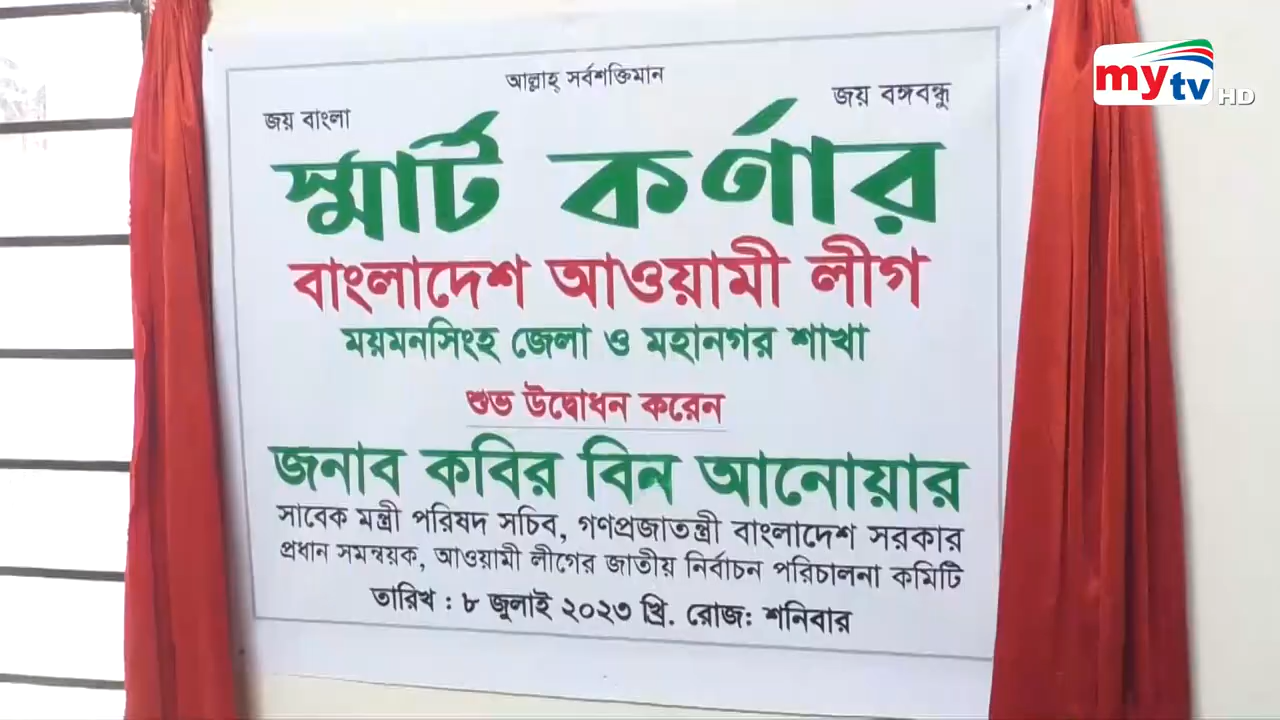 আল্লাহ্ সর্বশক্তিমান
জয় বাংলা
জয় বঙ্গবন্ধু
স্মার্ট কর্ণার
বাংলাদেশ আওয়ামী লীগ
ময়মনসিংহ জেলা ও মহানগর শাখা
শুভ উদ্বোধন করেন
জনাব কবির বিন আনোয়ার
সাবেক মন্ত্রী পরিষদ সচিব, গণপ্রজাতন্ত্রী বাংলাদেশ সরকার
প্রধান সমন্বয়ক, আওয়ামী লীগের জাতীয় নির্বাচন পরিচালনা কমিটি
তারিখ : ৮ জুলাই ২০২৩ খ্রি. রোজ: শনিবার
mytv HD